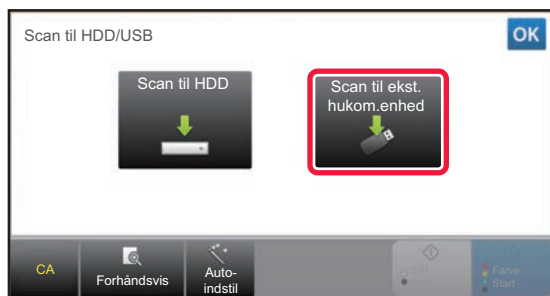 Scan til HDD/USB
OK
Scan til HDD
Scan til ekst.
hukom.enhed
CA
Forhåndsvis
Auto-
indstil
Farve
Start